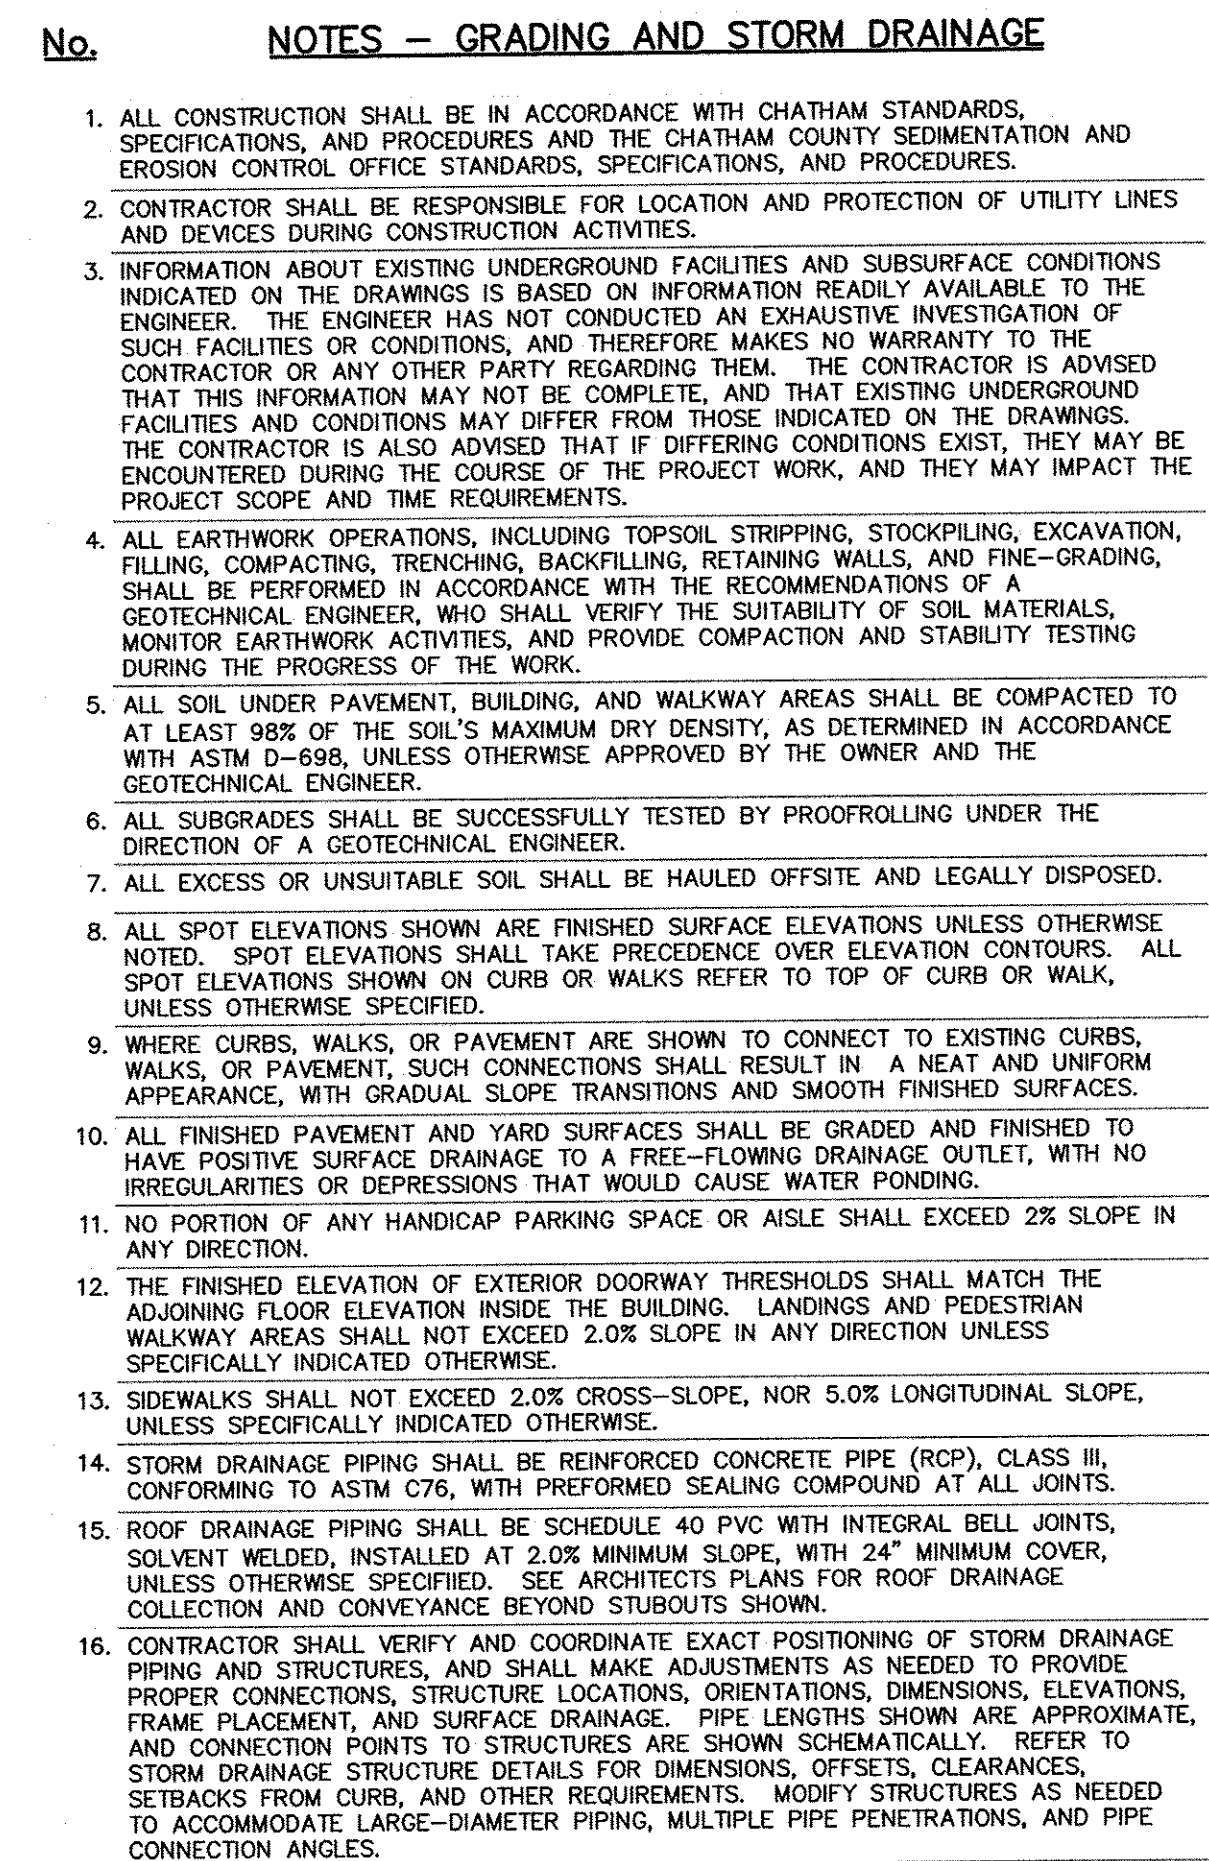 No. NOTES – GRADING AND STORM DRAINAGE
1. ALL CONSTRUCTION SHALL BE IN ACCORDANCE WITH CHATHAM STANDARDS,
SPECIFICATIONS, AND PROCEDURES AND THE CHATHAM COUNTY SEDIMENTATION AND
EROSION CONTROL OFFICE STANDARDS, SPECIFICATIONS, AND PROCEDURES.
2. CONTRACTOR SHALL BE RESPONSIBLE FOR LOCATION AND PROTECTION OF UTILITY LINES
AND DEVICES DURING CONSTRUCTION ACTIVITIES.
3. INFORMATION ABOUT EXISTING UNDERGROUND FACILITIES AND SUBSURFACE CONDITIONS
INDICATED ON THE DRAWINGS IS BASED ON INFORMATION READILY AVAILABLE TO THE
ENGINEER. THE ENGINEER HAS NOT CONDUCTED AN EXHAUSTIVE INVESTIGATION OF
SUCH FACILITIES OR CONDITIONS, AND THEREFORE MAKES NO WARRANTY TO THE
CONTRACTOR OR ANY OTHER PARTY REGARDING THEM. THE CONTRACTOR IS ADVISED
THAT THIS INFORMATION MAY NOT BE COMPLETE, AND THAT EXISTING UNDERGROUND
FACILITIES AND CONDITIONS MAY DIFFER FROM THOSE INDICATED ON THE DRAWINGS.
THE CONTRACTOR IS ALSO ADVISED THAT IF DIFFERING CONDITIONS EXIST, THEY MAY BE
ENCOUNTERED DURING THE COURSE OF THE PROJECT WORK, AND THEY MAY IMPACT THE
PROJECT SCOPE AND TIME REQUIREMENTS.
4. ALL EARTHWORK OPERATIONS, INCLUDING TOPSOIL STRIPPING, STOCKPILING, EXCAVATION,
FILLING, COMPACTING, TRENCHING, BACKFILLING, RETAINING WALLS, AND FINE–GRADING,
SHALL BE PERFORMED IN ACCORDANCE WITH THE RECOMMENDATIONS OF A
GEOTECHNICAL ENGINEER, WHO SHALL VERIFY THE SUITABILITY OF SOIL MATERIALS,
MONITOR EARTHWORK ACTIVITIES, AND PROVIDE COMPACTION AND STABILITY TESTING
DURING THE PROGRESS OF THE WORK.
5. ALL SOIL UNDER PAVEMENT, BUILDING, AND WALKWAY AREAS SHALL BE COMPACTED TO
AT LEAST 98% OF THE SOIL'S MAXIMUM DRY DENSITY, AS DETERMINED IN ACCORDANCE
WITH ASTM D–698, UNLESS OTHERWISE APPROVED BY THE OWNER AND THE
GEOTECHNICAL ENGINEER.
6. ALL SUBGRADES SHALL BE SUCCESSFULLY TESTED BY PROOFROLLING UNDER THE
DIRECTION OF A GEOTECHNICAL ENGINEER.
7. ALL EXCESS OR UNSUITABLE SOIL SHALL BE HAULED OFFSITE AND LEGALLY DISPOSED.
8. ALL SPOT ELEVATIONS SHOWN ARE FINISHED SURFACE ELEVATIONS UNLESS OTHERWISE
NOTED. SPOT ELEVATIONS SHALL TAKE PRECEDENCE OVER ELEVATION CONTOURS. ALL
SPOT ELEVATIONS SHOWN ON CURB OR WALKS REFER TO TOP OF CURB OR WALK,
UNLESS OTHERWISE SPECIFIED.
9. WHERE CURBS, WALKS, OR PAVEMENT ARE SHOWN TO CONNECT TO EXISTING CURBS,
WALKS, OR PAVEMENT, SUCH CONNECTIONS SHALL RESULT IN A NEAT AND UNIFORM
APPEARANCE, WITH GRADUAL SLOPE TRANSITIONS AND SMOOTH FINISHED SURFACES.
10. ALL FINISHED PAVEMENT AND YARD SURFACES SHALL BE GRADED AND FINISHED TO
HAVE POSITIVE SURFACE DRAINAGE TO A FREE–FLOWING DRAINAGE OUTLET, WITH NO
IRREGULARITIES OR DEPRESSIONS THAT WOULD CAUSE WATER PONDING.
11. NO PORTION OF ANY HANDICAP PARKING SPACE OR AISLE SHALL EXCEED 2% SLOPE IN
ANY DIRECTION.
12. THE FINISHED ELEVATION OF EXTERIOR DOORWAY THRESHOLDS SHALL MATCH THE
ADJOINING FLOOR ELEVATION INSIDE THE BUILDING. LANDINGS AND PEDESTRIAN
WALKWAY AREAS SHALL NOT EXCEED 2.0% SLOPE IN ANY DIRECTION UNLESS
SPECIFICALLY INDICATED OTHERWISE.
13. SIDEWALKS SHALL NOT EXCEED 2.0% CROSS–SLOPE, NOR 5.0% LONGITUDINAL SLOPE,
UNLESS SPECIFICALLY INDICATED OTHERWISE.
14. STORM DRAINAGE PIPING SHALL BE REINFORCED CONCRETE PIPE (RCP), CLASS III,
CONFORMING TO ASTM C76, WITH PREFORMED SEALING COMPOUND AT ALL JOINTS.
15. ROOF DRAINAGE PIPING SHALL BE SCHEDULE 40 PVC WITH INTEGRAL BELL JOINTS,
SOLVENT WELDED, INSTALLED AT 2.0% MINIMUM SLOPE, WITH 24" MINIMUM COVER,
UNLESS OTHERWISE SPECIFIIED. SEE ARCHITECTS PLANS FOR ROOF DRAINAGE
COLLECTION AND CONVEYANCE BEYOND STUBOUTS SHOWN.
16. CONTRACTOR SHALL VERIFY AND COORDINATE EXACT POSITIONING OF STORM DRAINAGE
PIPING AND STRUCTURES, AND SHALL MAKE ADJUSTMENTS AS NEEDED TO PROVIDE
PROPER CONNECTIONS, STRUCTURE LOCATIONS, ORIENTATIONS, DIMENSIONS, ELEVATIONS,
FRAME PLACEMENT, AND SURFACE DRAINAGE. PIPE LENGTHS SHOWN ARE APPROXIMATE,
AND CONNECTION POINTS TO STRUCTURES ARE SHOWN SCHEMATICALLY. REFER TO
STORM DRAINAGE STRUCTURE DETAILS FOR DIMENSIONS, OFFSETS, CLEARANCES,
SETBACKS FROM CURB, AND OTHER REQUIREMENTS. MODIFY STRUCTURES AS NEEDED
TO ACCOMMODATE LARGE–DIAMETER PIPING, MULTIPLE PIPE PENETRATIONS, AND PIPE
CONNECTION ANGLES.